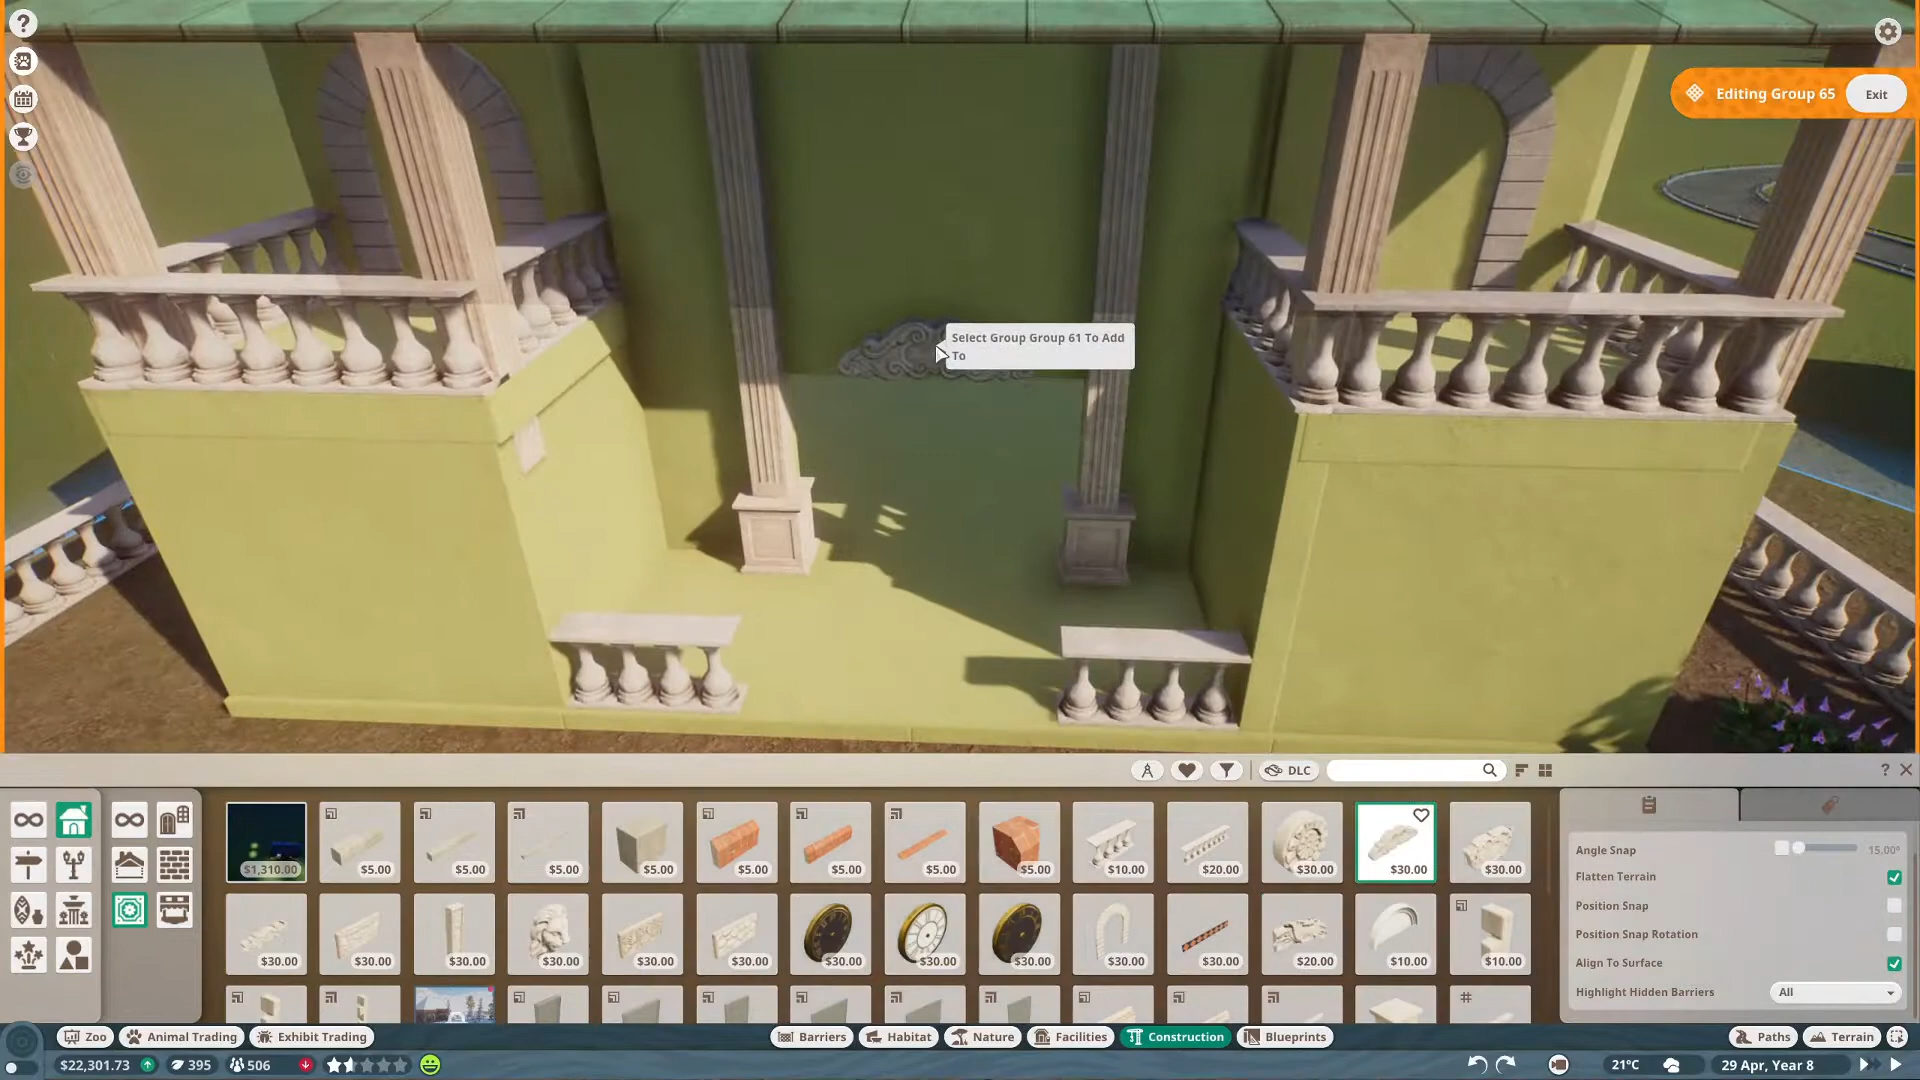 Editing Group 65
Exit
Select Group Group 61 To Add
To
DLC
?
$1,310.00
$5.00
$5.00
$5.00
$5.00
$5.00
$5.00
$5.00
$5.00
$10.00
$20.00
$30.00
$30.00
$30.00
$30.00
$30.00
$30.00
$30.00
$30.00
$30.00
$30.00
$30.00
$30.00
$30.00
$30.00
$20.00
$10.00
$10.00
Angle Snap
15.00°
Flatten Terrain
Position Snap
Position Snap Rotation
Align To Surface
Highlight Hidden Barriers
All
Zoo
Animal Trading
Exhibit Trading
Barriers
Habitat
Nature
Facilities
Construction
Blueprints
Paths
Terrain
$22,301.73
395
506
21°C
29 Apr, Year 8